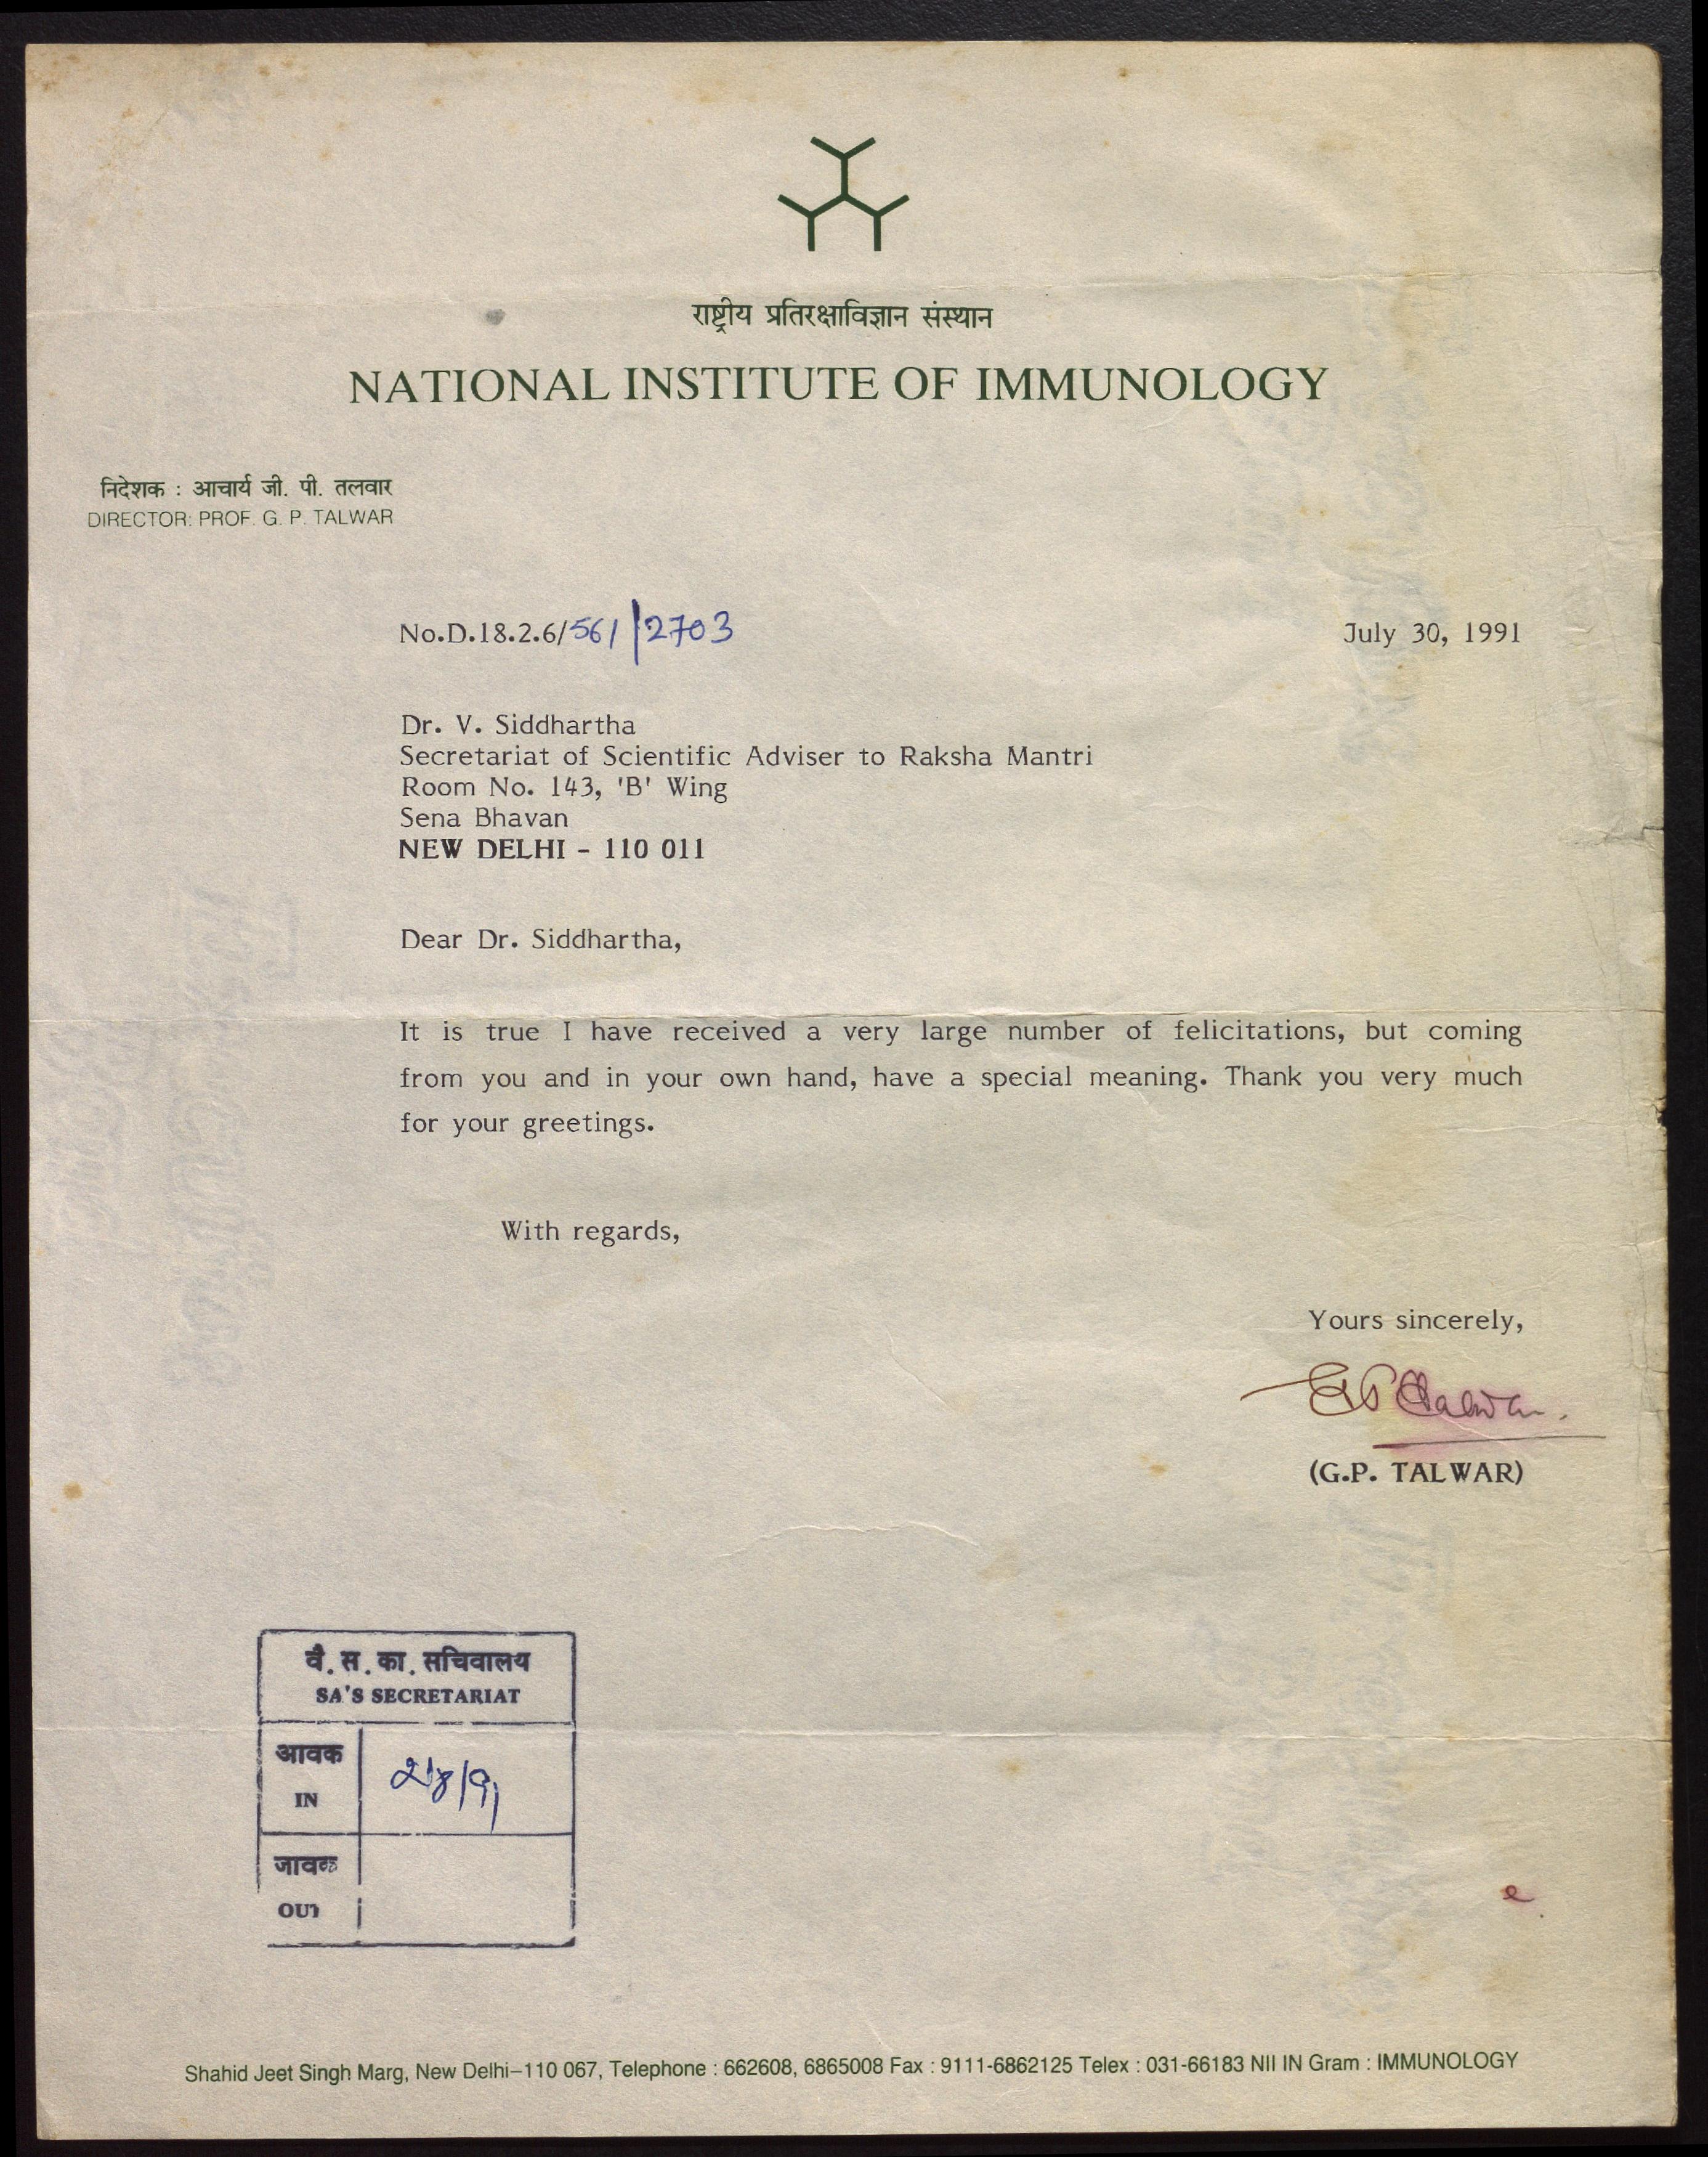 राष्ट्रीय प्रतिरक्षाविज्ञान संस्थान
NATIONAL INSTITUTE OF IMMUNOLOGY
निदेशक : आचार्य जी. पी. तलवार
DIRECTOR: PROF. G. P. TALWAR
No.D.18.2.6/561/2703
July 30, 1991
Dr. V. Siddhartha
Secretariat of Scientific Adviser to Raksha Mantri
Room No. 143, 'B' Wing
Sena Bhavan
NEW DELHI - 110 011
Dear Dr. Siddhartha,
It is true I have received a very large number of felicitations, but coming
from you and in your own hand, have a special meaning. Thank you very much
for your greetings.
With regards,
Yours sincerely,
GP Talwar.
(G.P. TALWAR)
वै. स. का. सचिवालय
SA'S SECRETARIAT
आवक
IN
2/8/91
जावक
OUT
Shahid Jeet Singh Marg, New Delhi–110 067, Telephone : 662608, 6865008 Fax : 9111-6862125 Telex : 031-66183 NII IN Gram : IMMUNOLOGY